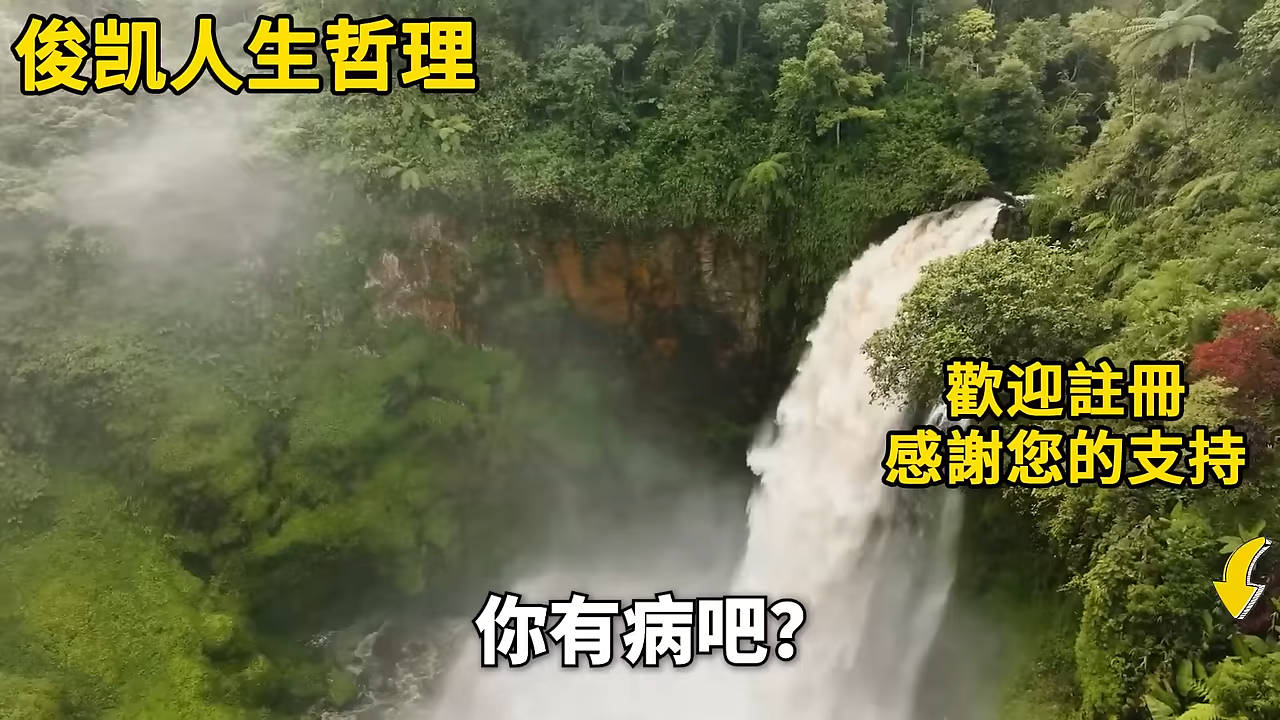 俊凯人生哲理
歡迎註冊
感謝您的支持
你有病吧?